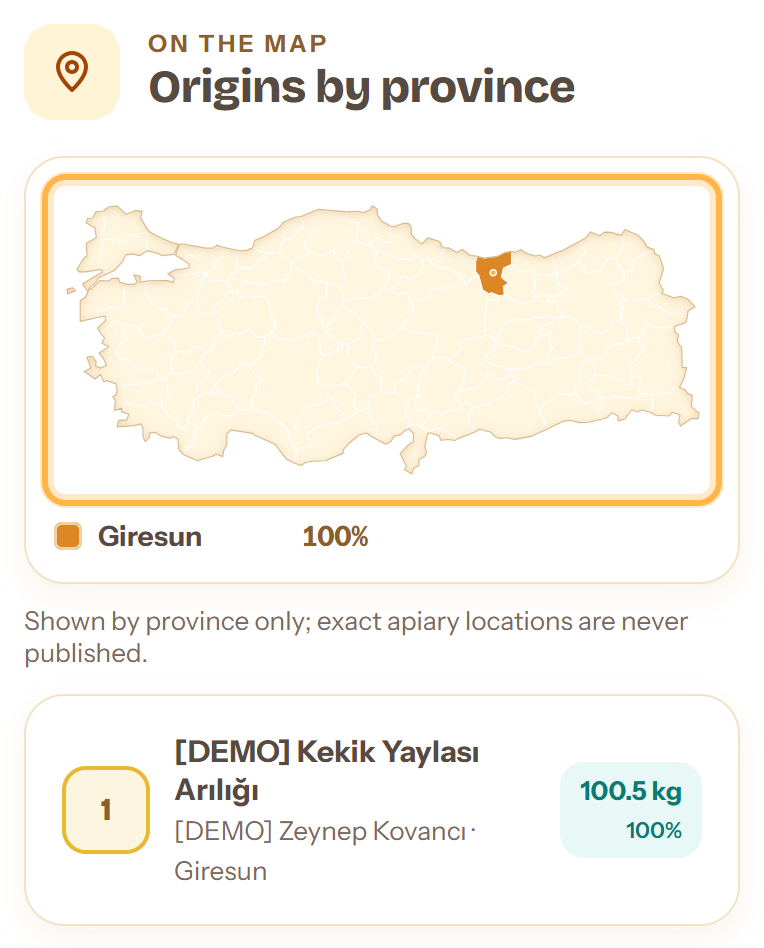 ON THE MAP
Origins by province
Giresun 100%
Shown by province only; exact apiary locations are never
published.
1
[DEMO] Kekik Yaylası
Arılığı
[DEMO] Zeynep Kovancı ·
Giresun
100.5 kg
100%